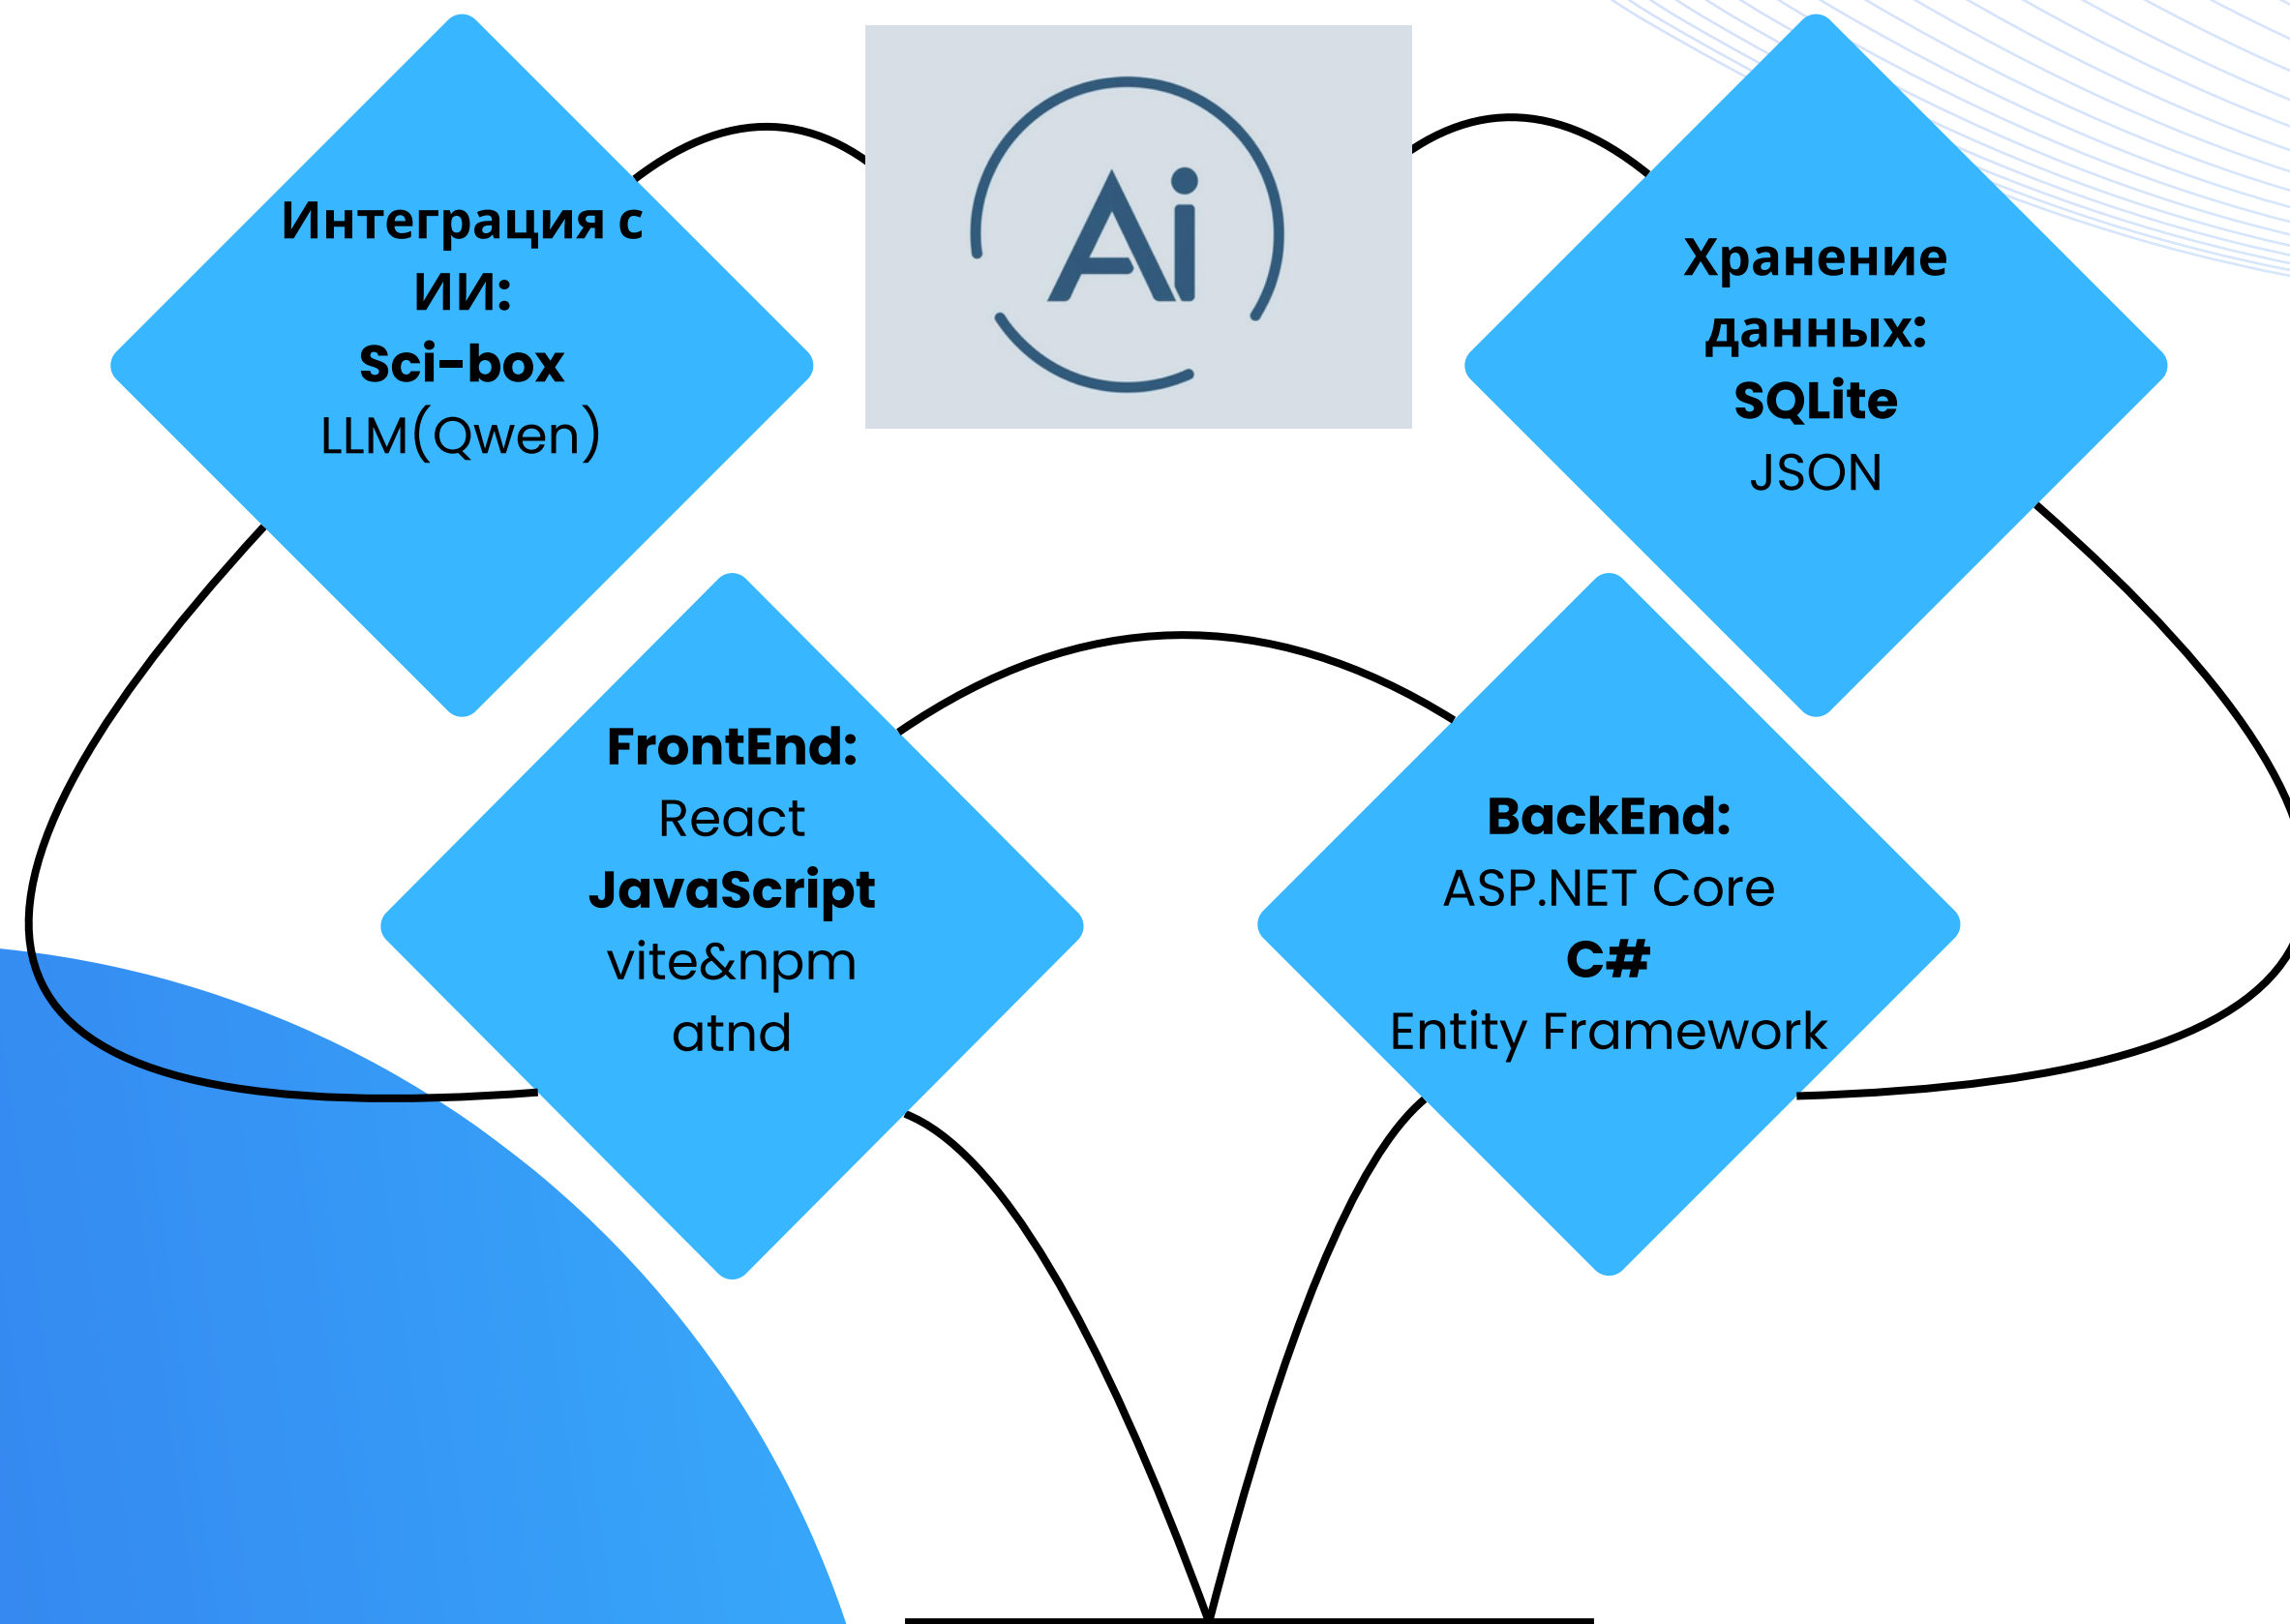 Интеграция с
ИИ:
Sci-box
LLM(Qwen)
Ai
Хранение
данных:
SQLite
JSON
FrontEnd:
React
JavaScript
vite&npm
atnd
BackEnd:
ASP.NET Core
C#
Entity Framework